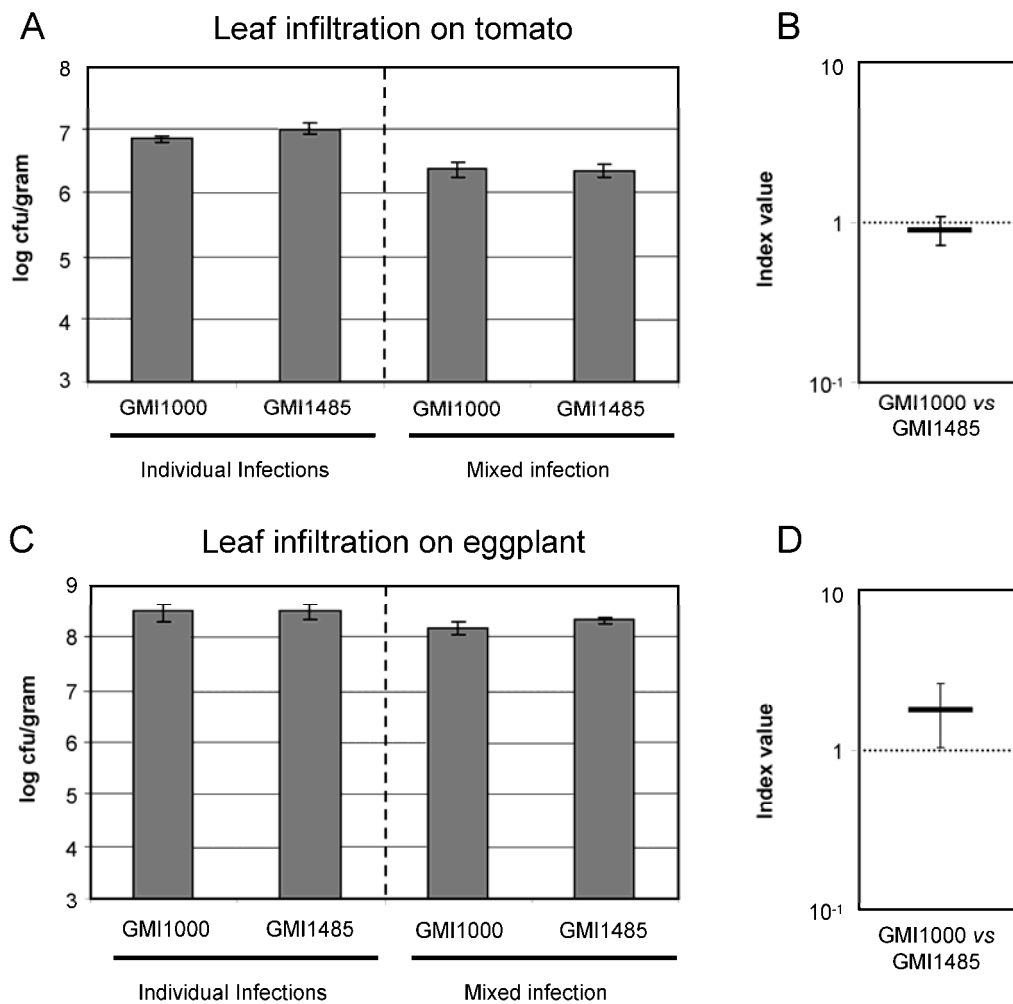 A
Leaf infiltration on tomato
8
7
6
5
4
3
log cfu/gram
GMI1000
GMI1485
GMI1000
GMI1485
Individual Infections
Mixed infection
B
10
1
10-1
Index value
GMI1000 vs
GMI1485
C
Leaf infiltration on eggplant
9
8
7
6
5
4
3
log cfu/gram
GMI1000
GMI1485
GMI1000
GMI1485
Individual Infections
Mixed infection
D
10
1
10-1
Index value
GMI1000 vs
GMI1485